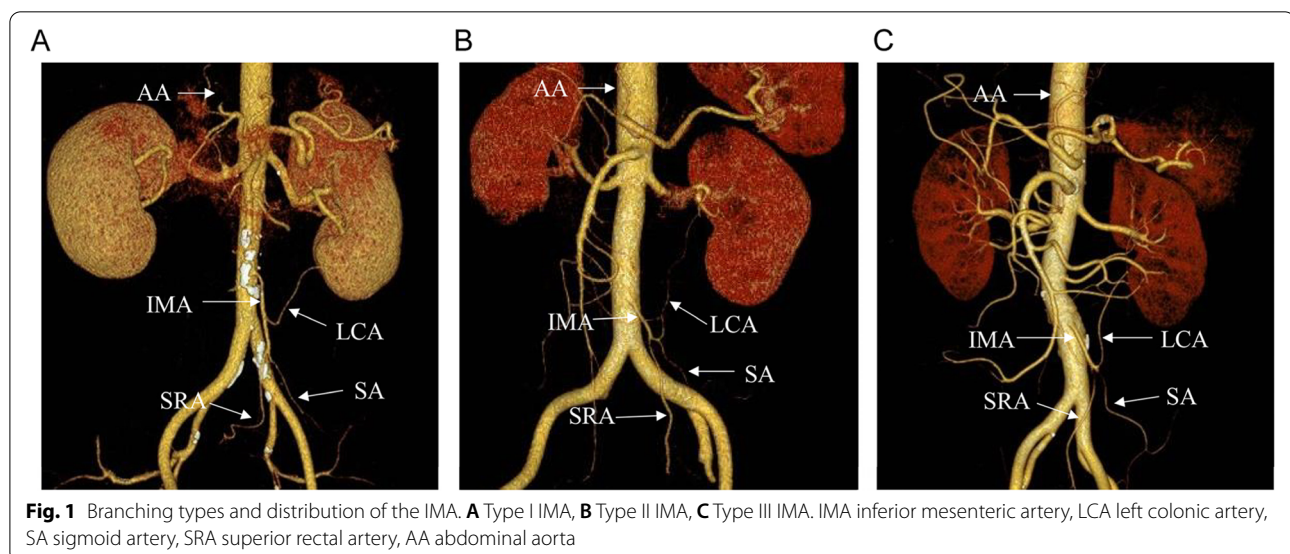 A
B
C
AA
IMA
LCA
SA
SRA
AA
IMA
LCA
SA
SRA
AA
IMA
LCA
SRA
SA
Fig. 1 Branching types and distribution of the IMA. A Type I IMA, B Type II IMA, C Type III IMA. IMA inferior mesenteric artery, LCA left colonic artery,
SA sigmoid artery, SRA superior rectal artery, AA abdominal aorta